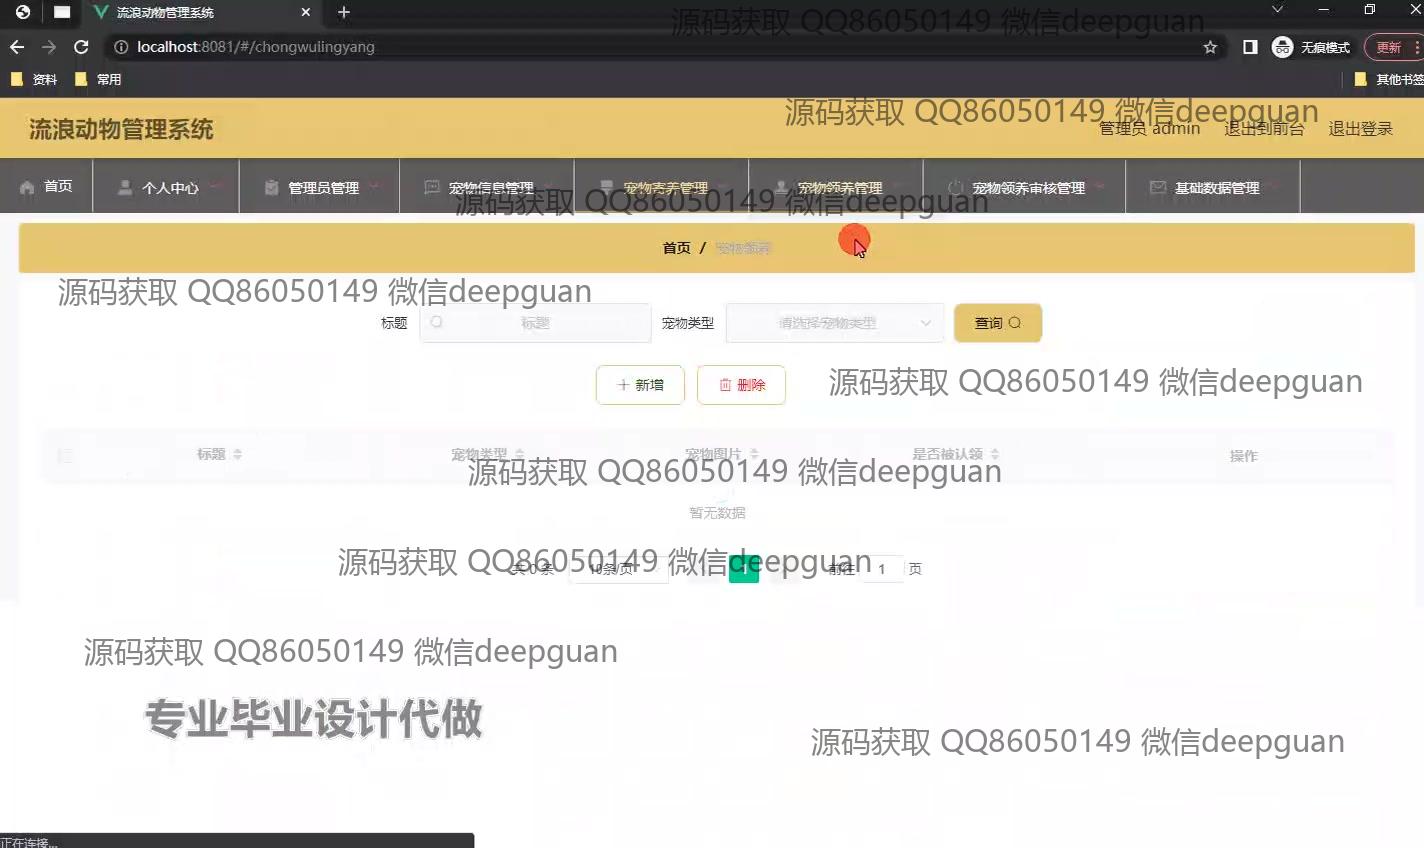 流浪动物管理系统
源码获取 QQ86050149 微信deepguan
localhost:8081/#/chongwulingyang
无痕模式
更新
资料
常用
其他书签
源码获取 QQ86050149 微信deepguan
流浪动物管理系统
管理员 admin
退出到前台
退出登录
首页
个人中心
管理员管理
宠物信息管理
宠物寄养管理
宠物领养管理
宠物领养审核管理
基础数据管理
源码获取 QQ86050149 微信deepguan
首页 / 宠物领养
源码获取 QQ86050149 微信deepguan
标题
标题
宠物类型
请选择宠物类型
查询
新增
删除
源码获取 QQ86050149 微信deepguan
标题
宠物类型
宠物图片
是否被认领
操作
源码获取 QQ86050149 微信deepguan
暂无数据
源码获取 QQ86050149 微信deepguan
共 0 条
10条/页
1
前往
1
页
源码获取 QQ86050149 微信deepguan
专业毕业设计代做
源码获取 QQ86050149 微信deepguan
正在连接...